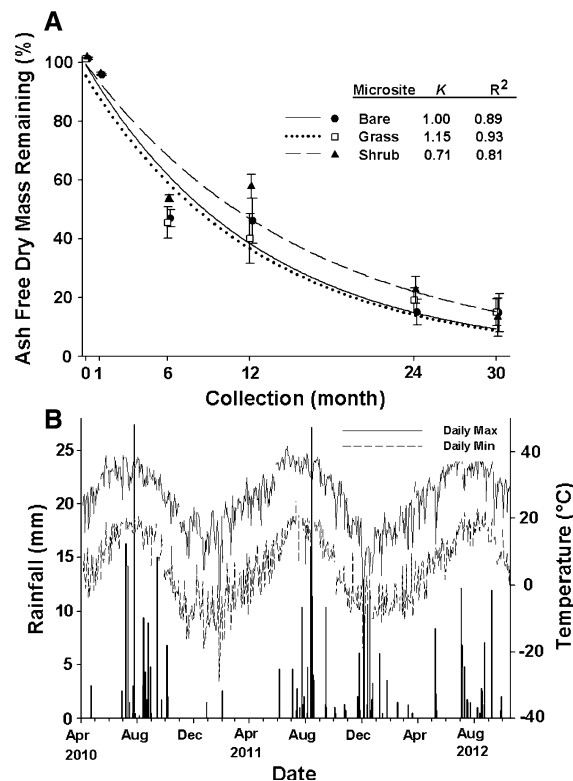 A
Ash Free Dry Mass Remaining (%)
100
80
60
40
20
0
Microsite K R2
Bare 1.00 0.89
Grass 1.15 0.93
Shrub 0.71 0.81
0 1 6 12 24 30
Collection (month)
B
Rainfall (mm)
25
20
15
10
5
0
Daily Max
Daily Min
40
20
0
-20
-40
Temperature (°C)
Apr Aug Dec Apr Aug Dec Aug
2010 2011 2012
Date